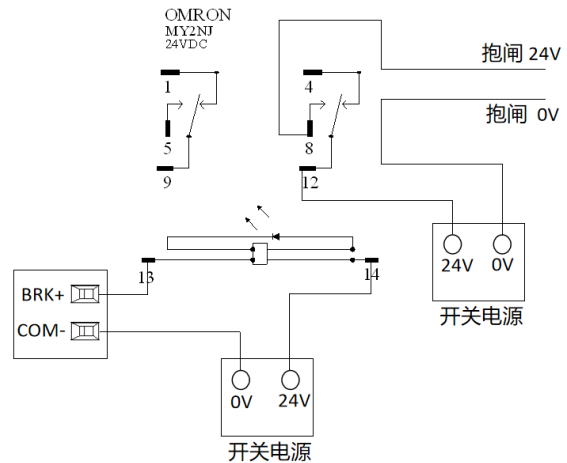 OMRON
MY2NJ
24VDC
抱闸 24V
抱闸 0V
1
4
5
8
9
12
13
14
24V 0V
开关电源
BRK+
COM-
0V 24V
开关电源